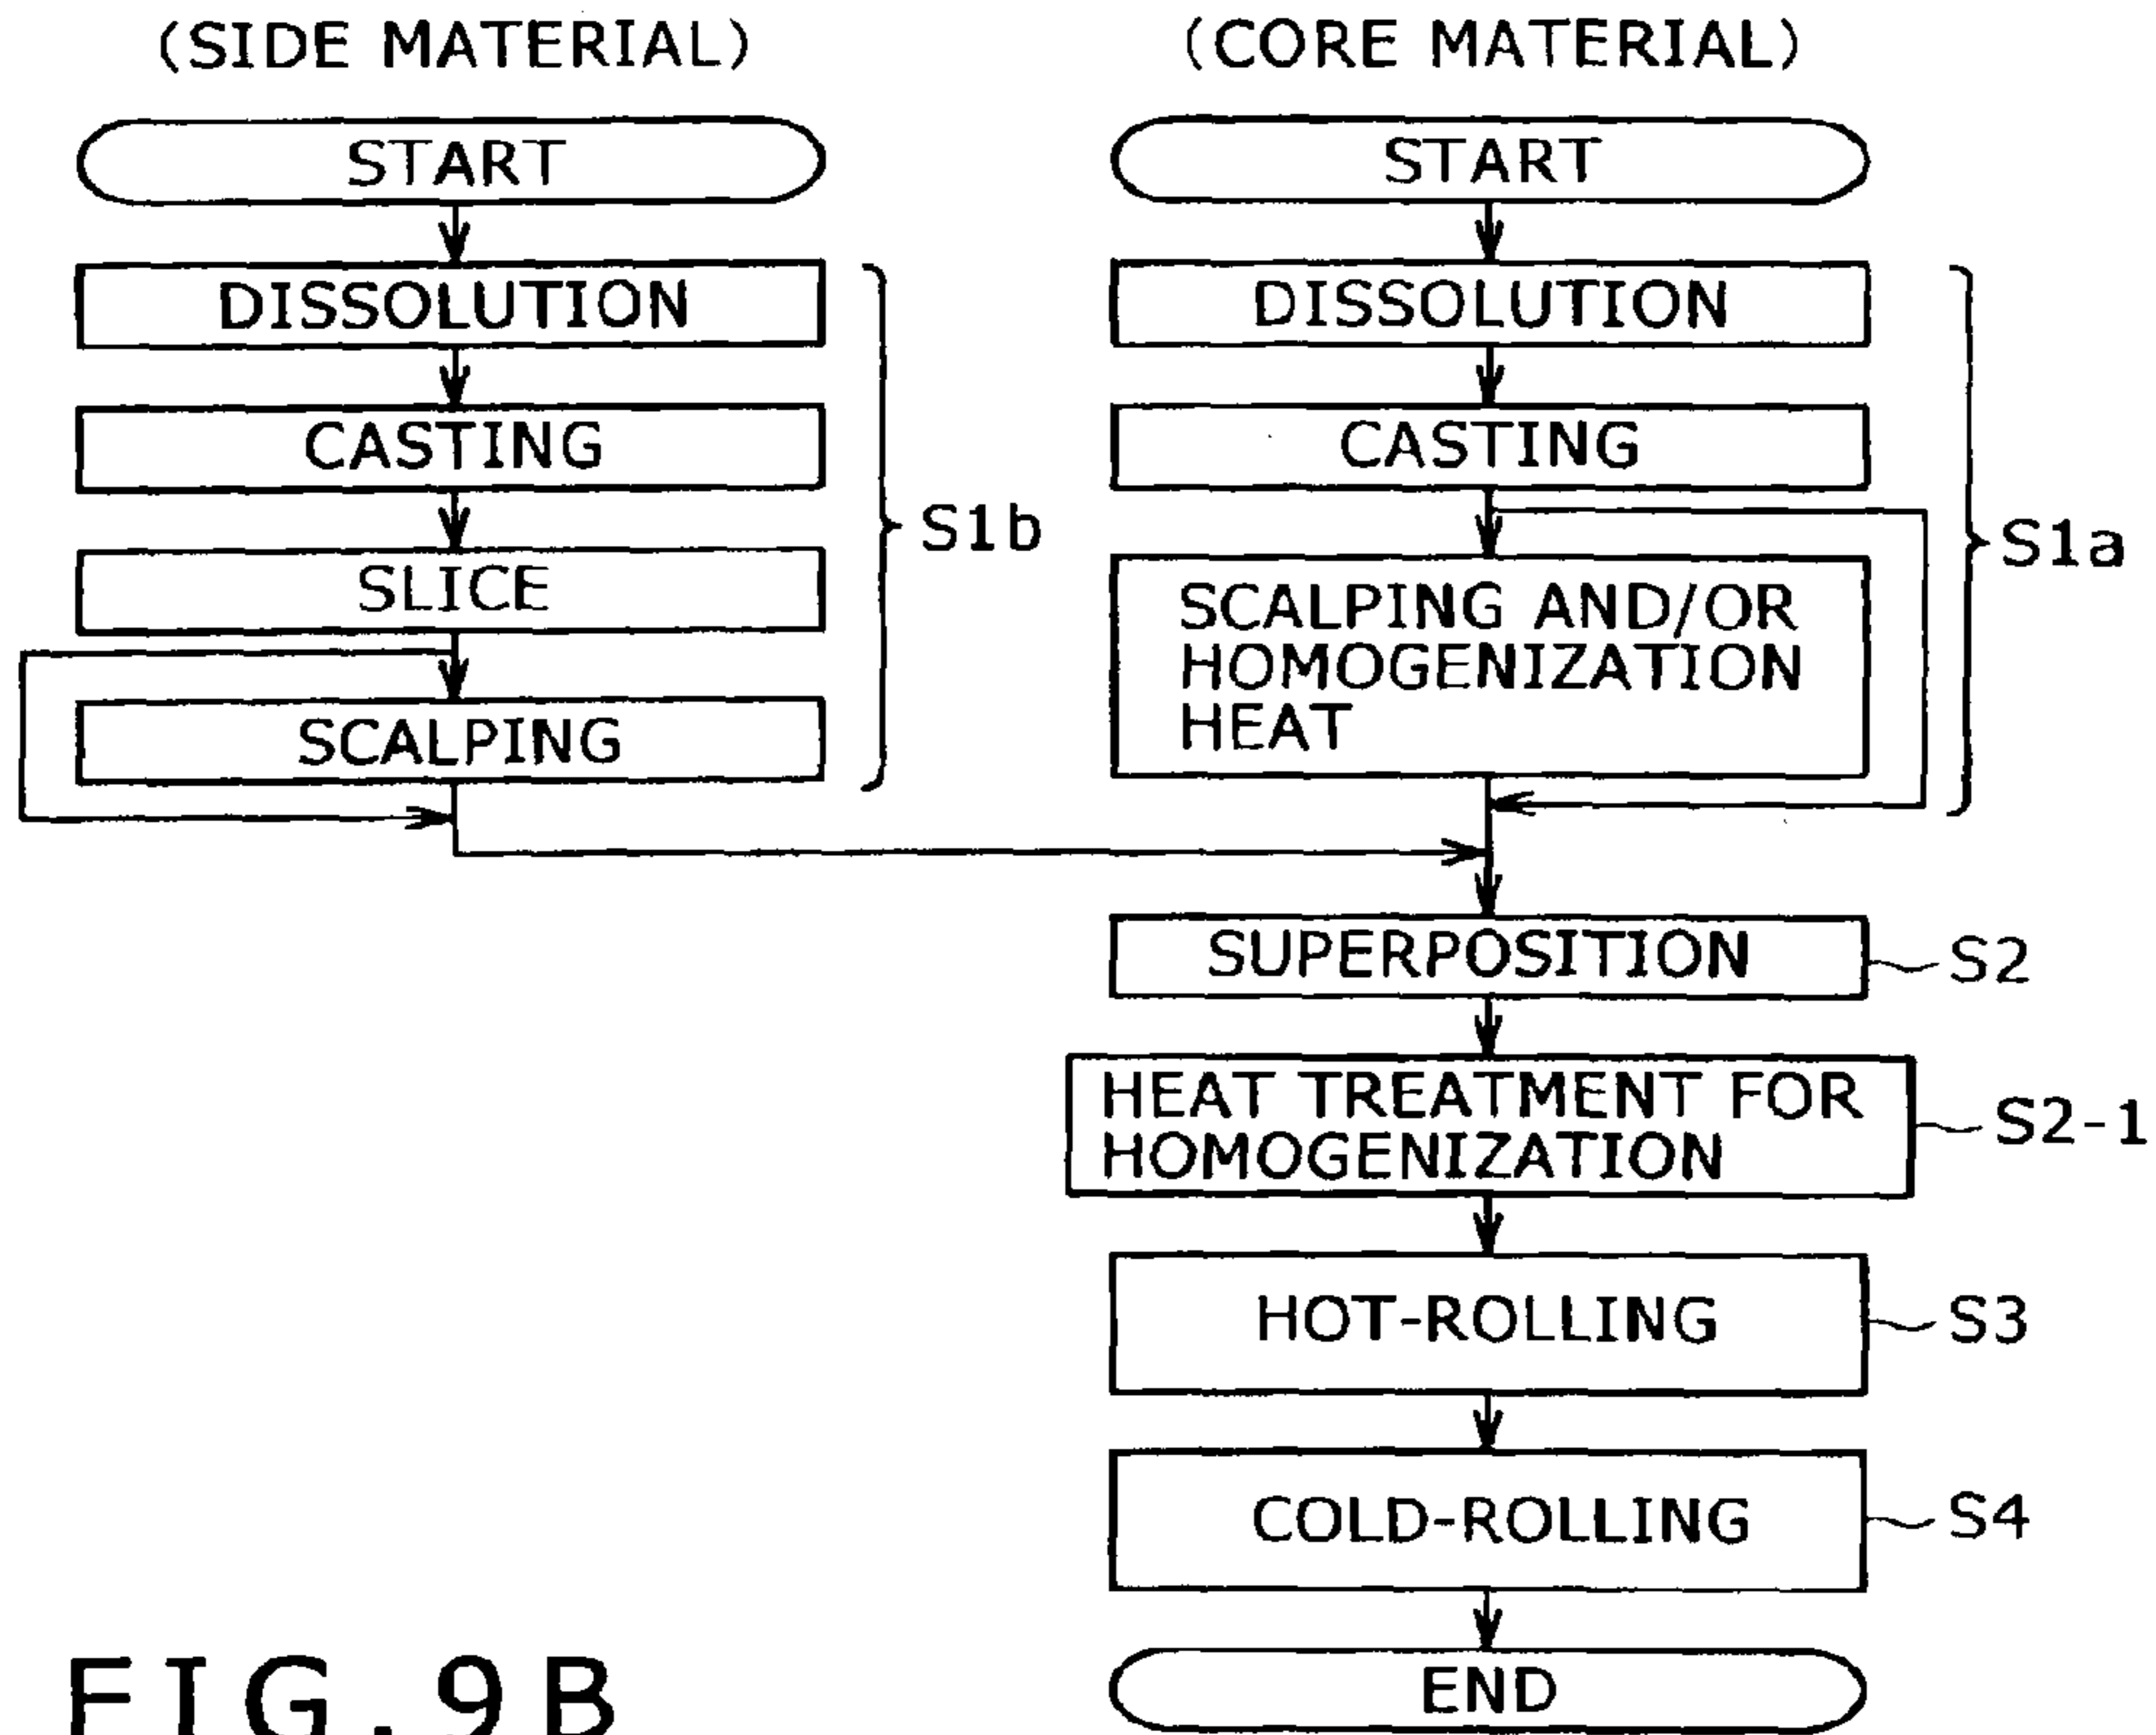 (SIDE MATERIAL)
START
DISSOLUTION
CASTING
SLICE
SCALPING
S1b
(CORE MATERIAL)
START
DISSOLUTION
CASTING
SCALPING AND/OR
HOMOGENIZATION
HEAT
S1a
SUPERPOSITION
S2
HEAT TREATMENT FOR
HOMOGENIZATION
S2-1
HOT-ROLLING
S3
COLD-ROLLING
S4
END
FIG.9B